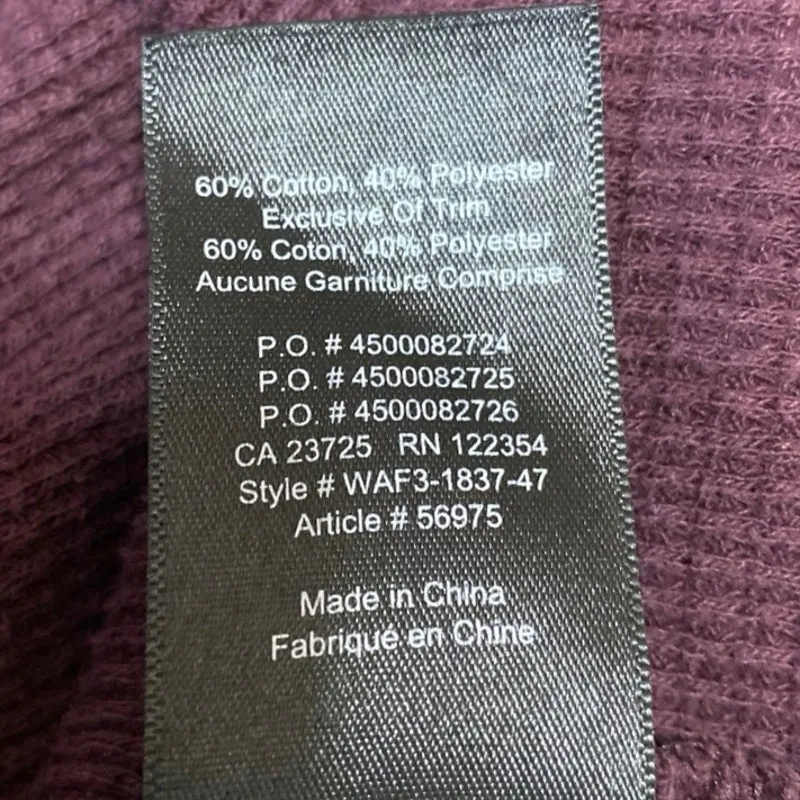 60% Cotton, 40% Polyester
Exclusive Of Trim
60% Coton, 40% Polyester
Aucune Garniture Comprise
P.O. # 4500082724
P.O. # 4500082725
P.O. # 4500082726
CA 23725 RN 122354
Style # WAF3-1837-47
Article # 56975
Made in China
Fabriqué en Chine